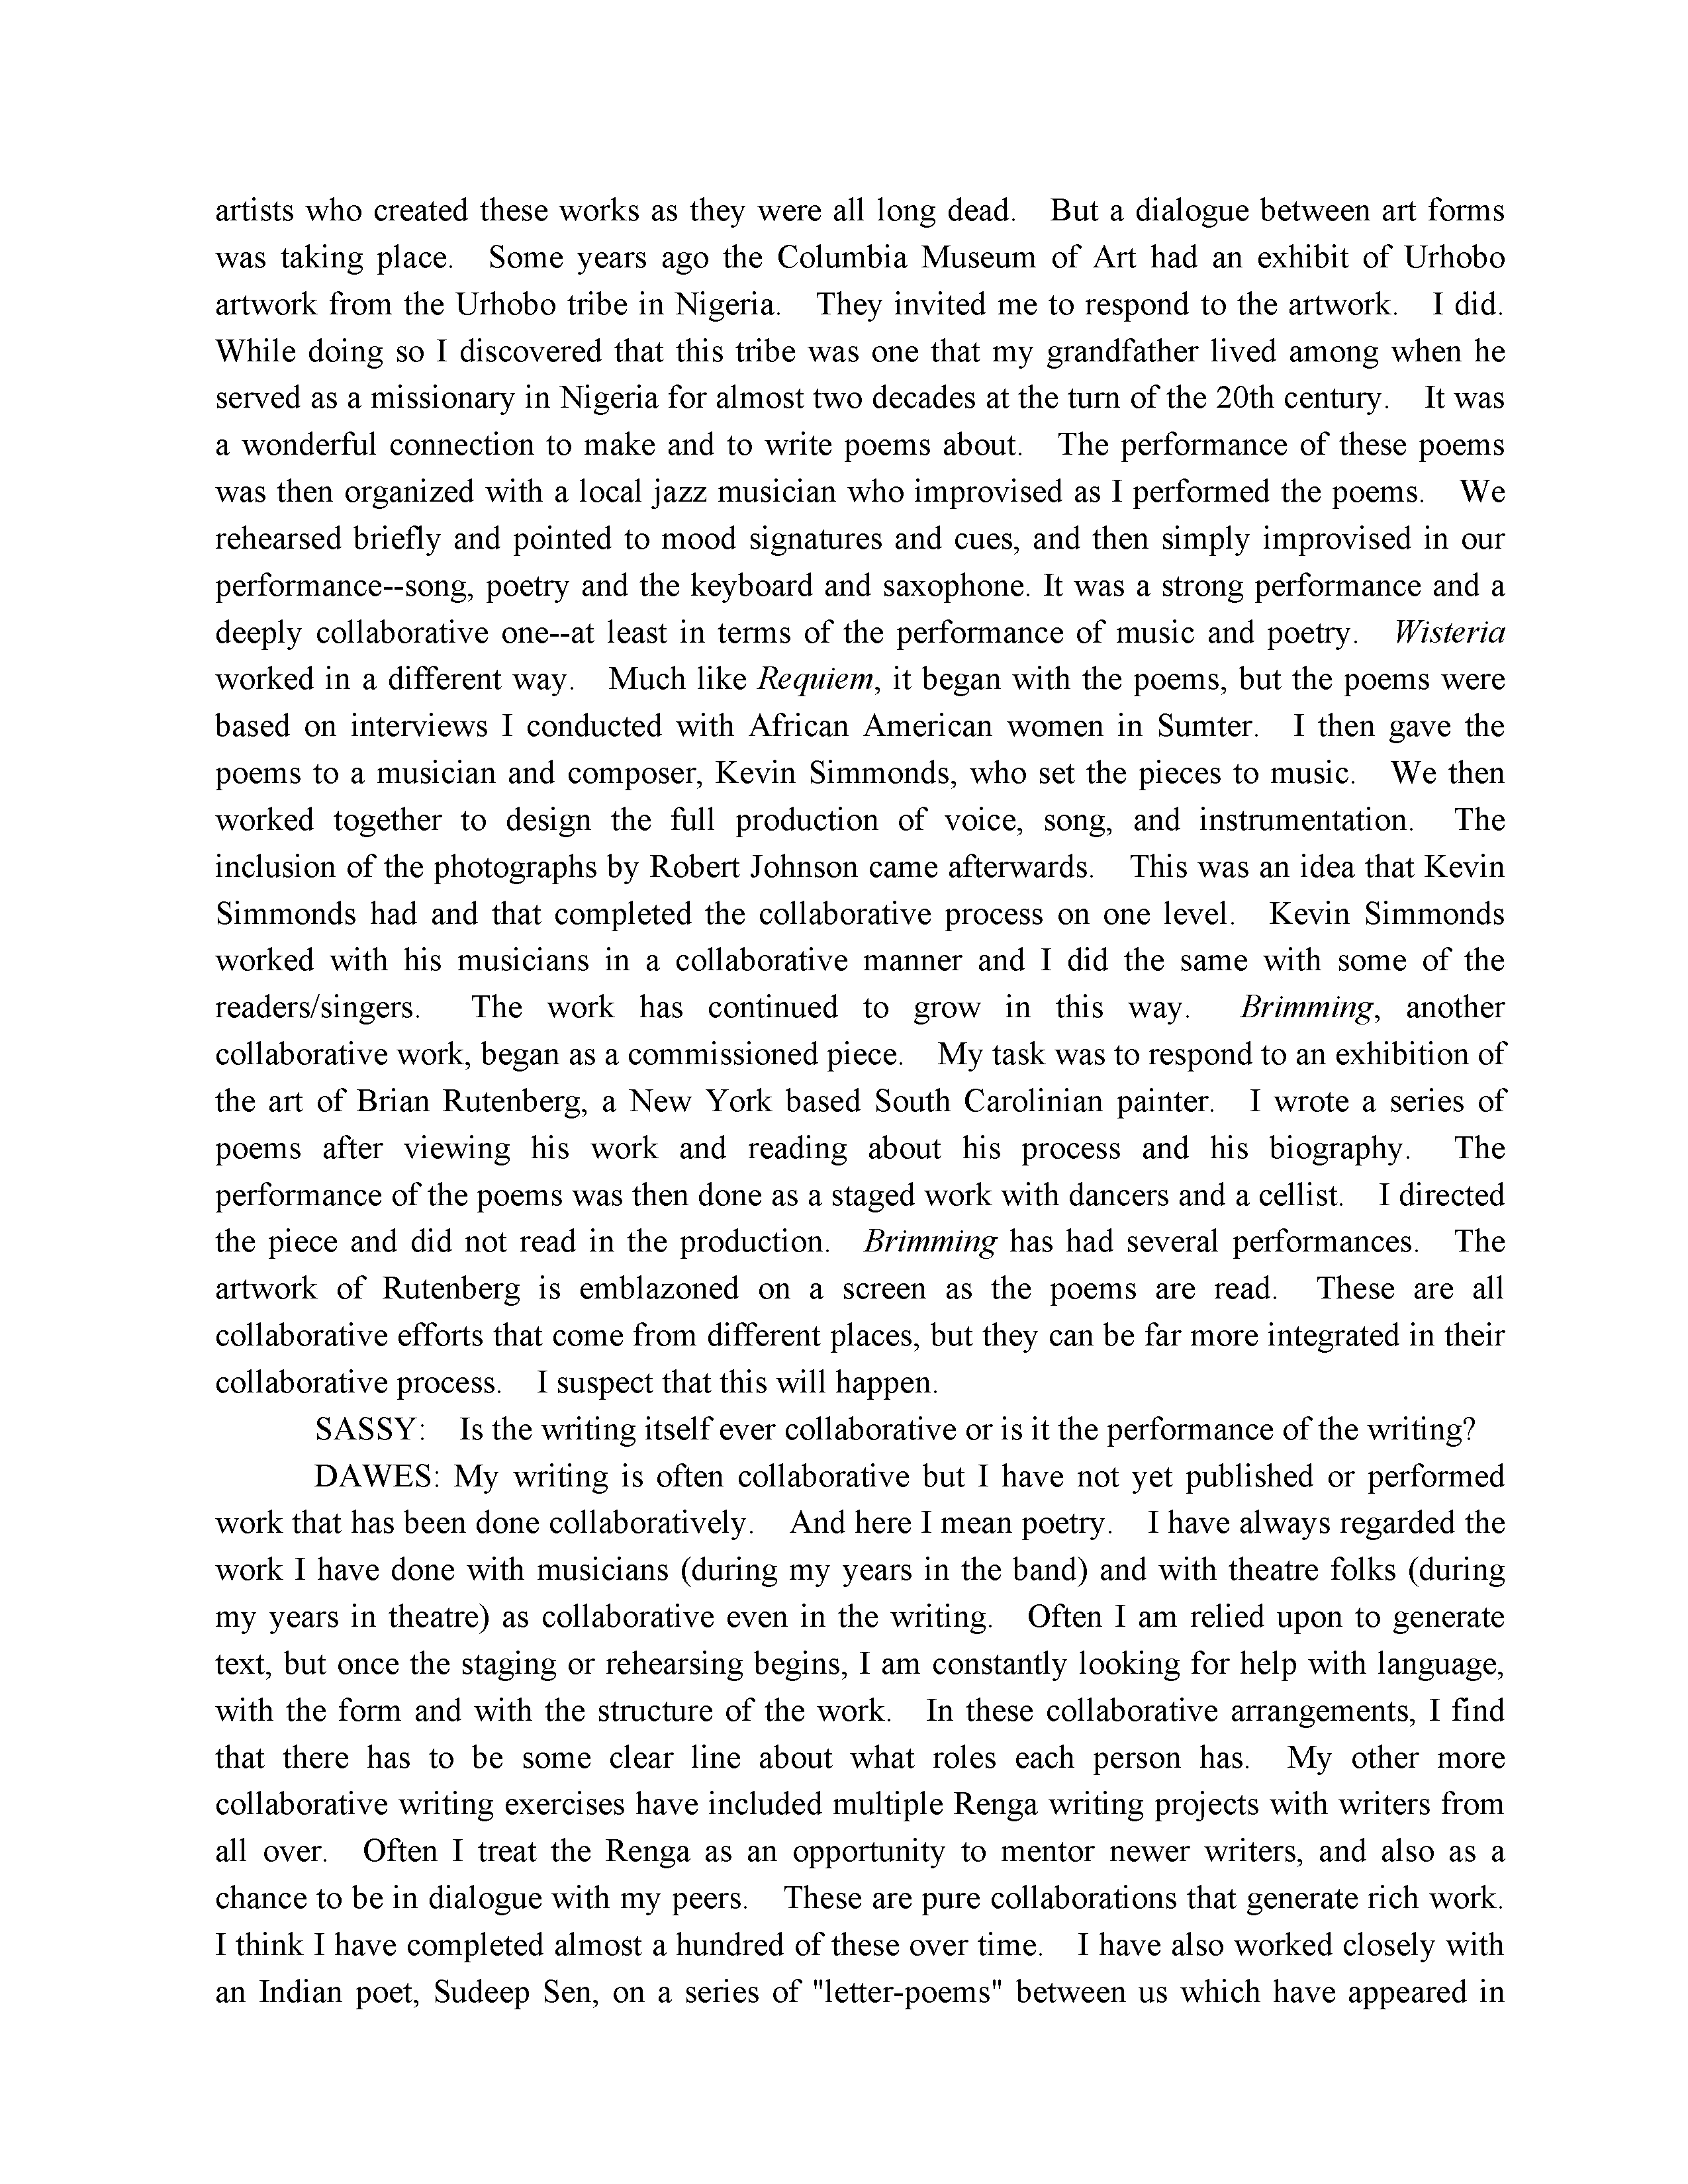 artists who created these works as they were all long dead. But a dialogue between art forms
was taking place. Some years ago the Columbia Museum of Art had an exhibit of Urhobo
artwork from the Urhobo tribe in Nigeria. They invited me to respond to the artwork. I did.
While doing so I discovered that this tribe was one that my grandfather lived among when he
served as a missionary in Nigeria for almost two decades at the turn of the 20th century. It was
a wonderful connection to make and to write poems about. The performance of these poems
was then organized with a local jazz musician who improvised as I performed the poems. We
rehearsed briefly and pointed to mood signatures and cues, and then simply improvised in our
performance--song, poetry and the keyboard and saxophone. It was a strong performance and a
deeply collaborative one--at least in terms of the performance of music and poetry. Wisteria
worked in a different way. Much like Requiem, it began with the poems, but the poems were
based on interviews I conducted with African American women in Sumter. I then gave the
poems to a musician and composer, Kevin Simmonds, who set the pieces to music. We then
worked together to design the full production of voice, song, and instrumentation. The
inclusion of the photographs by Robert Johnson came afterwards. This was an idea that Kevin
Simmonds had and that completed the collaborative process on one level. Kevin Simmonds
worked with his musicians in a collaborative manner and I did the same with some of the
readers/singers. The work has continued to grow in this way. Brimming, another
collaborative work, began as a commissioned piece. My task was to respond to an exhibition of
the art of Brian Rutenberg, a New York based South Carolinian painter. I wrote a series of
poems after viewing his work and reading about his process and his biography. The
performance of the poems was then done as a staged work with dancers and a cellist. I directed
the piece and did not read in the production. Brimming has had several performances. The
artwork of Rutenberg is emblazoned on a screen as the poems are read. These are all
collaborative efforts that come from different places, but they can be far more integrated in their
collaborative process. I suspect that this will happen.
SASSY: Is the writing itself ever collaborative or is it the performance of the writing?
DAWES: My writing is often collaborative but I have not yet published or performed
work that has been done collaboratively. And here I mean poetry. I have always regarded the
work I have done with musicians (during my years in the band) and with theatre folks (during
my years in theatre) as collaborative even in the writing. Often I am relied upon to generate
text, but once the staging or rehearsing begins, I am constantly looking for help with language,
with the form and with the structure of the work. In these collaborative arrangements, I find
that there has to be some clear line about what roles each person has. My other more
collaborative writing exercises have included multiple Renga writing projects with writers from
all over. Often I treat the Renga as an opportunity to mentor newer writers, and also as a
chance to be in dialogue with my peers. These are pure collaborations that generate rich work.
I think I have completed almost a hundred of these over time. I have also worked closely with
an Indian poet, Sudeep Sen, on a series of "letter-poems" between us which have appeared in